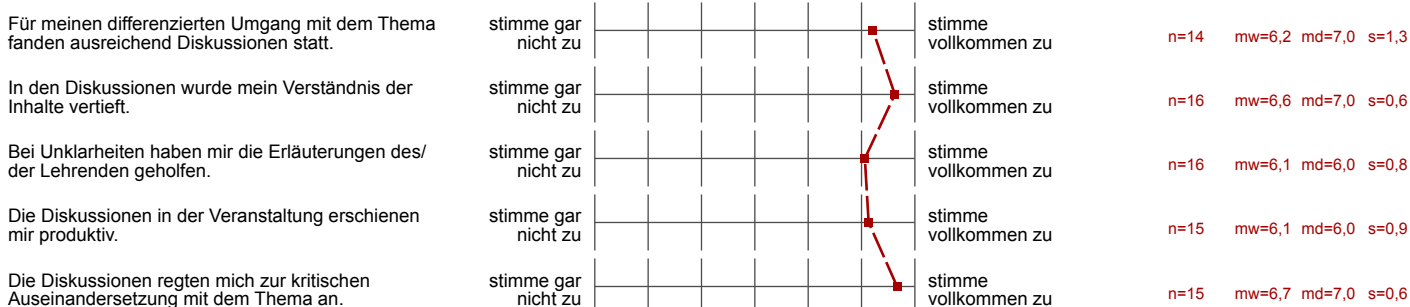 Für meinen differenzierten Umgang mit dem Thema
fanden ausreichend Diskussionen statt.
stimme gar
nicht zu
stimme
vollkommen zu
n=14 mw=6,2 md=7,0 s=1,3
In den Diskussionen wurde mein Verständnis der
Inhalte vertieft.
stimme gar
nicht zu
stimme
vollkommen zu
n=16 mw=6,6 md=7,0 s=0,6
Bei Unklarheiten haben mir die Erläuterungen des/
der Lehrenden geholfen.
stimme gar
nicht zu
stimme
vollkommen zu
n=16 mw=6,1 md=6,0 s=0,8
Die Diskussionen in der Veranstaltung erschienen
mir produktiv.
stimme gar
nicht zu
stimme
vollkommen zu
n=15 mw=6,1 md=6,0 s=0,9
Die Diskussionen regten mich zur kritischen
Auseinandersetzung mit dem Thema an.
stimme gar
nicht zu
stimme
vollkommen zu
n=15 mw=6,7 md=7,0 s=0,6